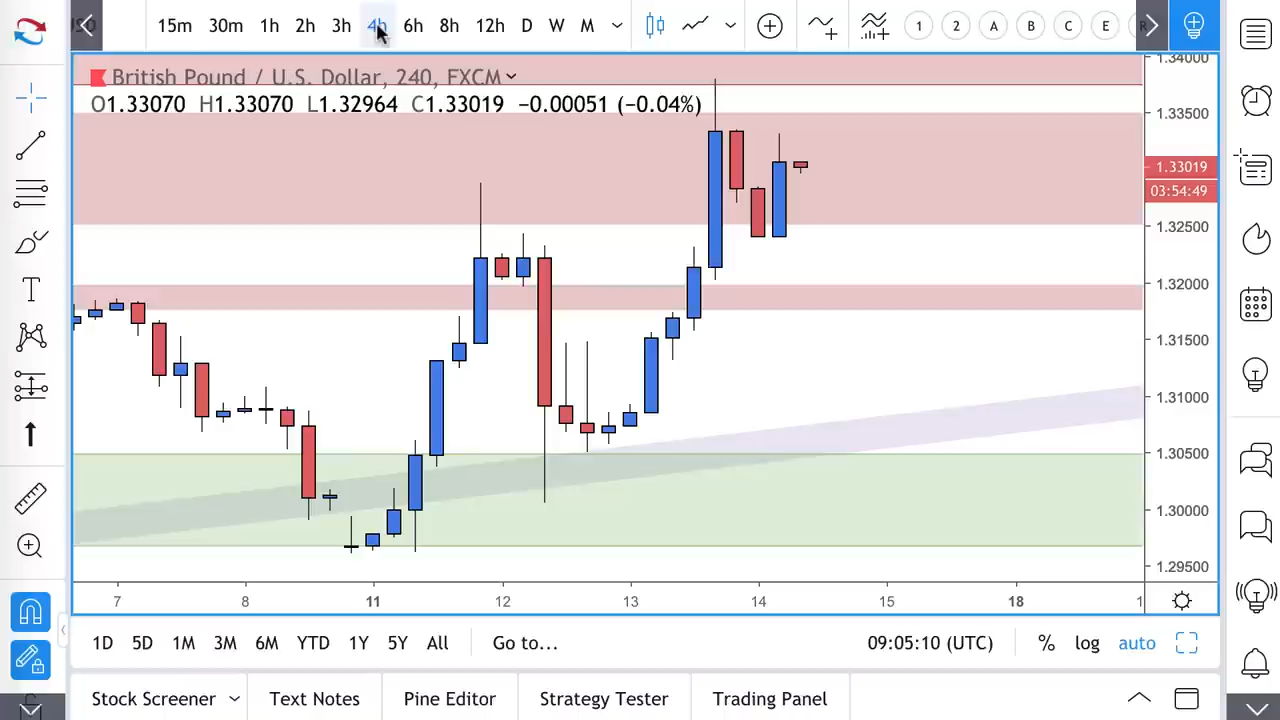 15m 30m 1h 2h 3h 4h 6h 8h 12h D W M 1 2 A B C E
British Pound / U.S. Dollar, 240, FXCM
O1.33070 H1.33070 L1.32964 C1.33019 −0.00051 (−0.04%)
1.34000
1.33500
1.33019
03:54:49
1.32500
1.32000
1.31500
1.31000
1.30500
1.30000
1.29500
7 8 11 12 13 14 15 18 1
1D 5D 1M 3M 6M YTD 1Y 5Y All Go to... 09:05:10 (UTC) % log auto
Stock Screener Text Notes Pine Editor Strategy Tester Trading Panel